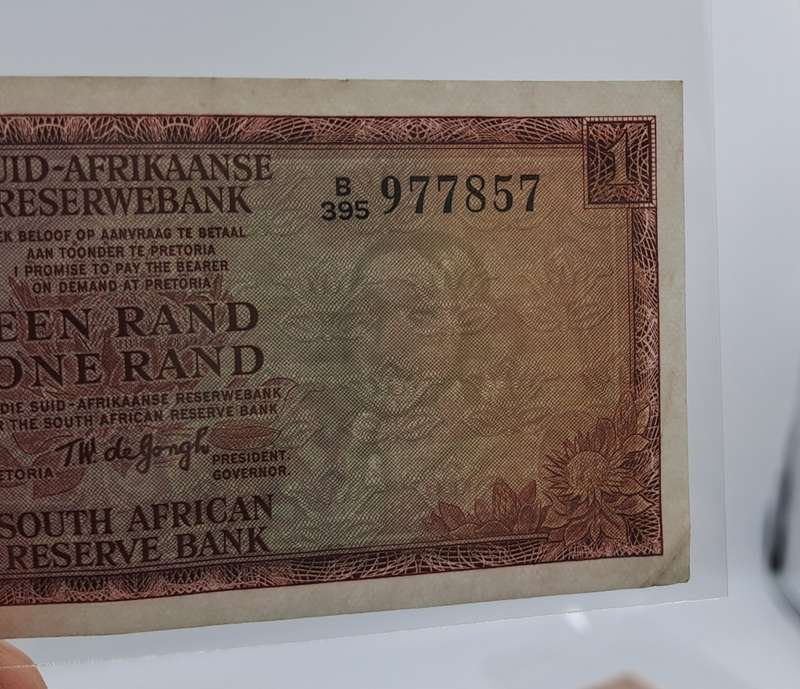 UID-AFRIKAANSE
RESERWEBANK
B
395 977857
1
EK BELOOF OP AANVRAAG TE BETAAL
AAN TOONDER TE PRETORIA
I PROMISE TO PAY THE BEARER
ON DEMAND AT PRETORIA
EEN RAND
ONE RAND
DIE SUID-AFRIKAANSE RESERWEBANK
R THE SOUTH AFRICAN RESERVE BANK
T.W. de Jongh
ETORIA PRESIDENT.
GOVERNOR.
SOUTH AFRICAN
RESERVE BANK